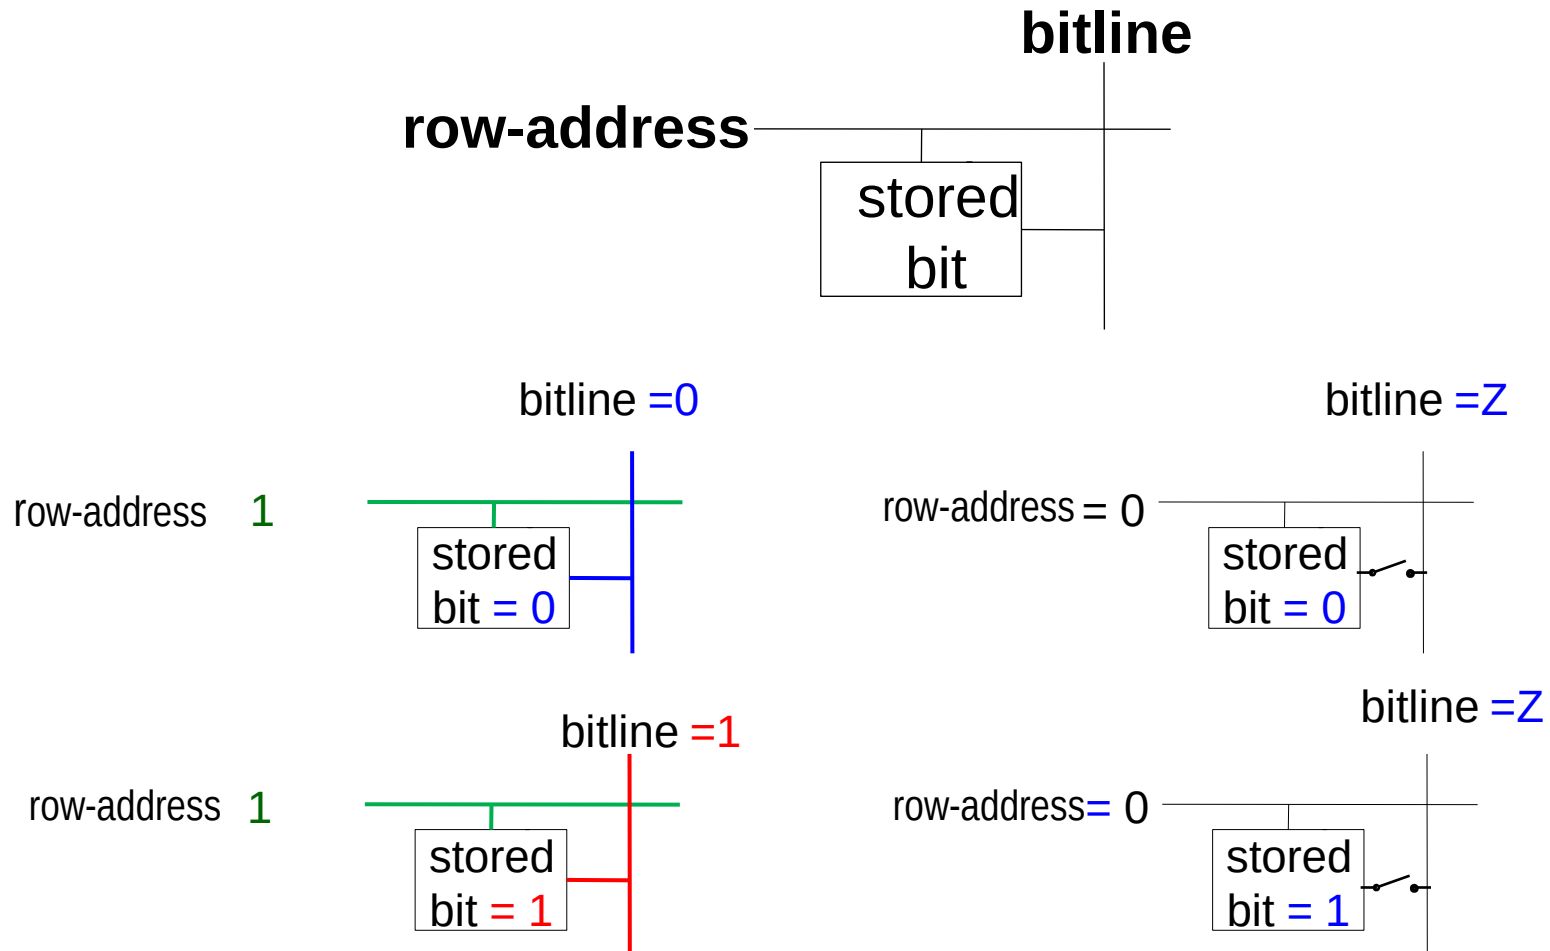 bitline
row-address
stored
bit
bitline =0
bitline =Z
row-address 1
row-address = 0
stored
bit = 0
stored
bit = 0
bitline =1
bitline =Z
row-address 1
row-address= 0
stored
bit = 1
stored
bit = 1